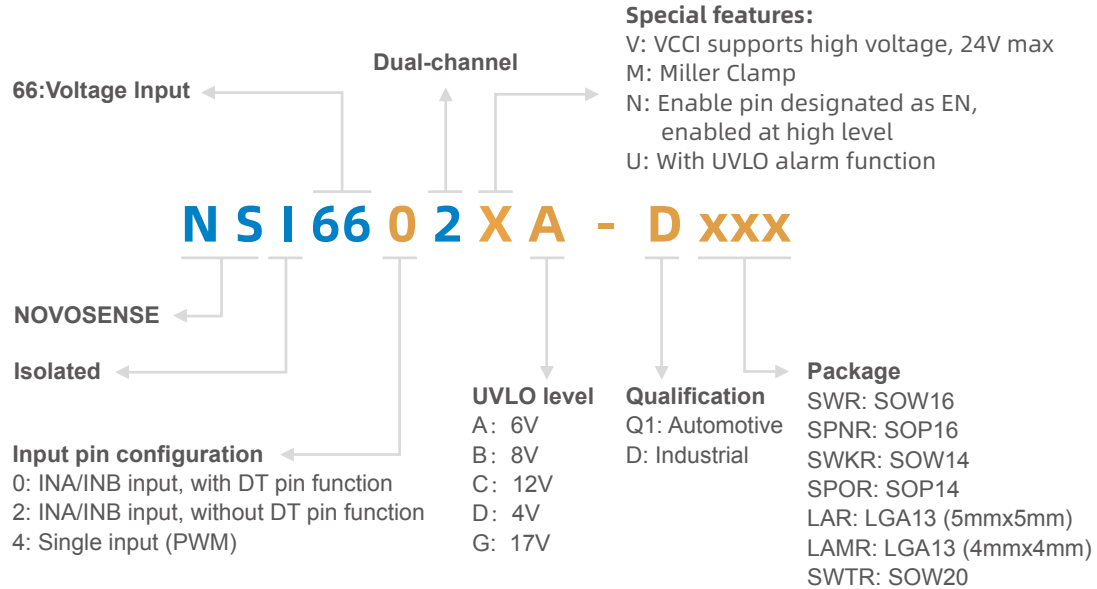 Special features:
V: VCCI supports high voltage, 24V max
M: Miller Clamp
N: Enable pin designated as EN,
enabled at high level
U: With UVLO alarm function
Dual-channel
66:Voltage Input
NSI6602XA - D xxx
NOVOSENSE
Isolated
Input pin configuration
0: INA/INB input, with DT pin function
2: INA/INB input, without DT pin function
4: Single input (PWM)
UVLO level
A: 6V
B: 8V
C: 12V
D: 4V
G: 17V
Qualification
Q1: Automotive
D: Industrial
Package
SWR: SOW16
SPNR: SOP16
SWKR: SOW14
SPOR: SOP14
LAR: LGA13 (5mmx5mm)
LAMR: LGA13 (4mmx4mm)
SWTR: SOW20